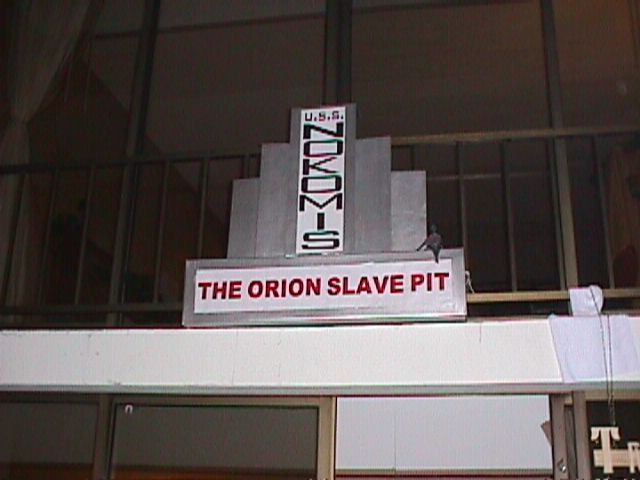 U.S.S.
NOKOMIS
THE ORION SLAVE PIT